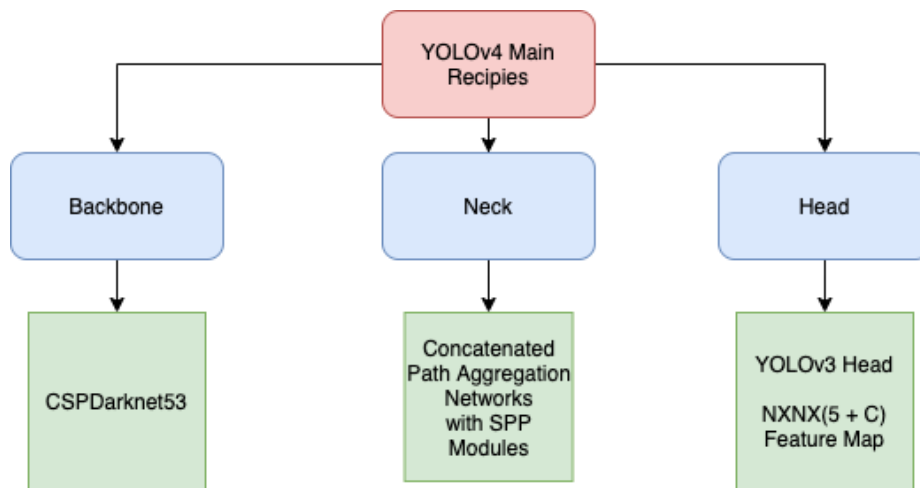 YOLOv4 Main
Recipies
Backbone
Neck
Head
CSPDarknet53
Concatenated
Path Aggregation
Networks
with SPP
Modules
YOLOv3 Head
NXNX(5 + C)
Feature Map